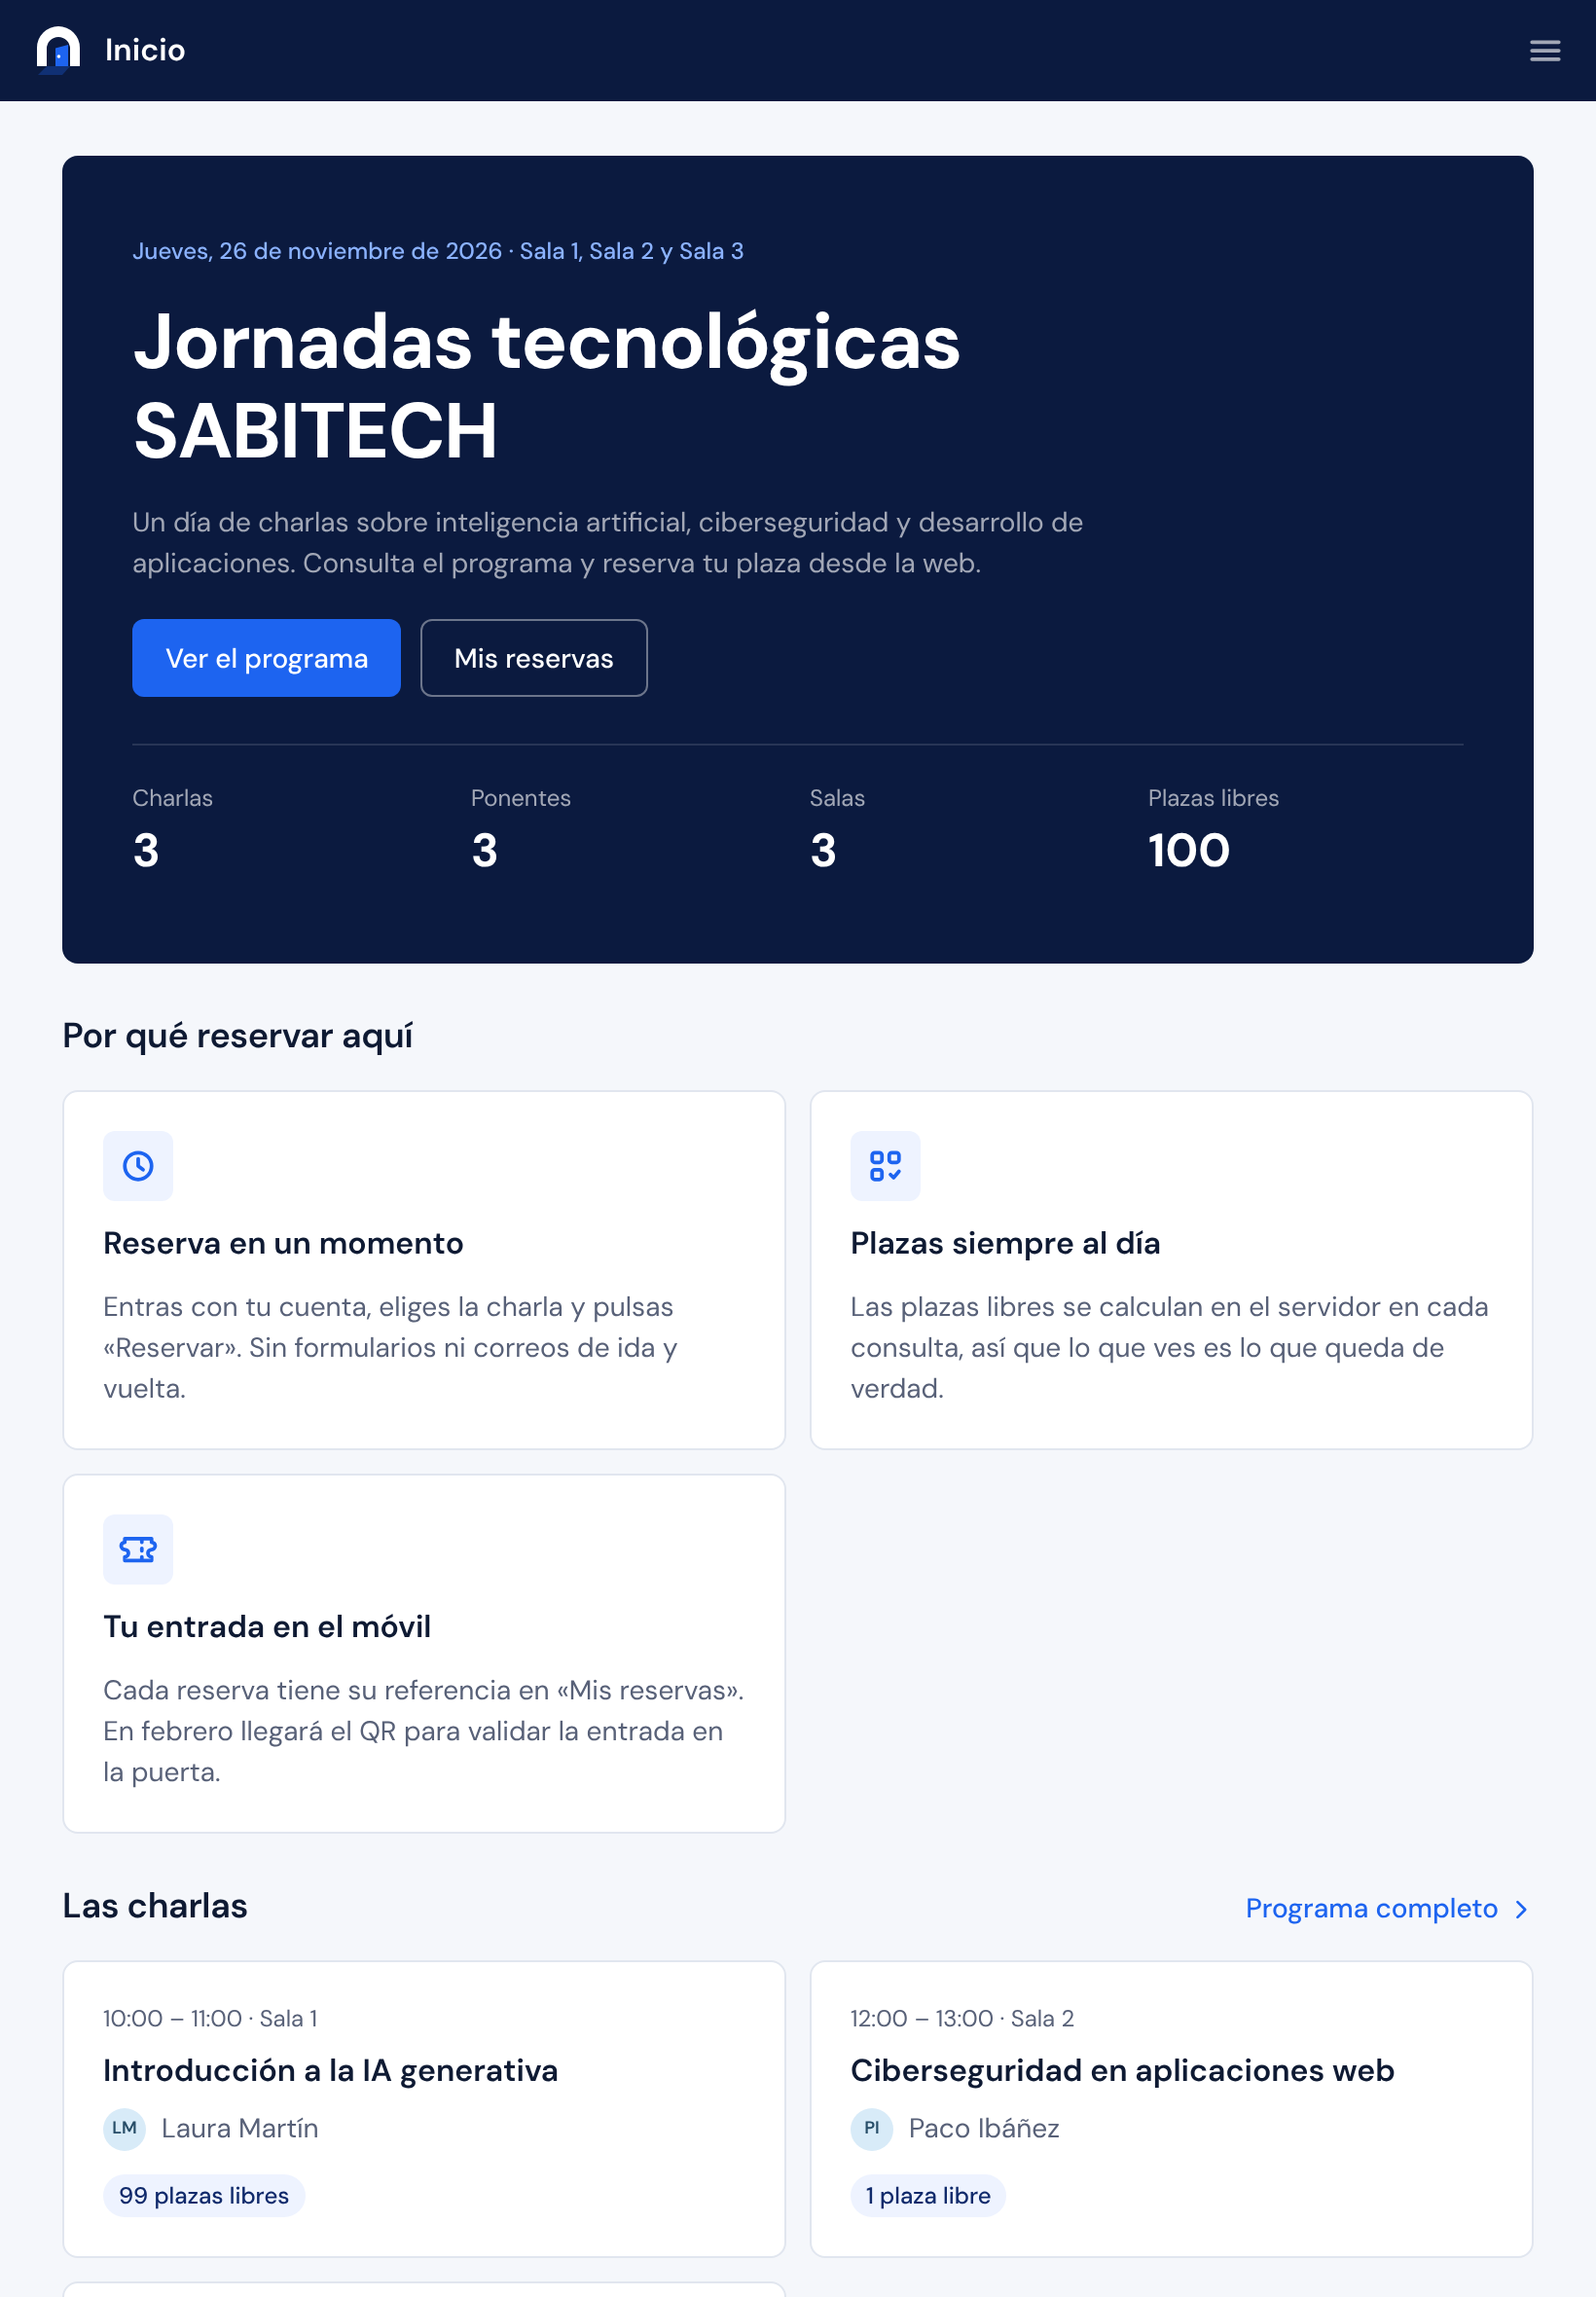 Inicio
Jueves, 26 de noviembre de 2026 · Sala 1, Sala 2 y Sala 3
Jornadas tecnológicas
SABITECH
Un día de charlas sobre inteligencia artificial, ciberseguridad y desarrollo de
aplicaciones. Consulta el programa y reserva tu plaza desde la web.
Ver el programa
Mis reservas
Charlas
3
Ponentes
3
Salas
3
Plazas libres
100
Por qué reservar aquí
Reserva en un momento
Entras con tu cuenta, eliges la charla y pulsas
«Reservar». Sin formularios ni correos de ida y
vuelta.
Plazas siempre al día
Las plazas libres se calculan en el servidor en cada
consulta, así que lo que ves es lo que queda de
verdad.
Tu entrada en el móvil
Cada reserva tiene su referencia en «Mis reservas».
En febrero llegará el QR para validar la entrada en
la puerta.
Las charlas
Programa completo
10:00 – 11:00 · Sala 1
Introducción a la IA generativa
LM Laura Martín
99 plazas libres
12:00 – 13:00 · Sala 2
Ciberseguridad en aplicaciones web
PI Paco Ibáñez
1 plaza libre